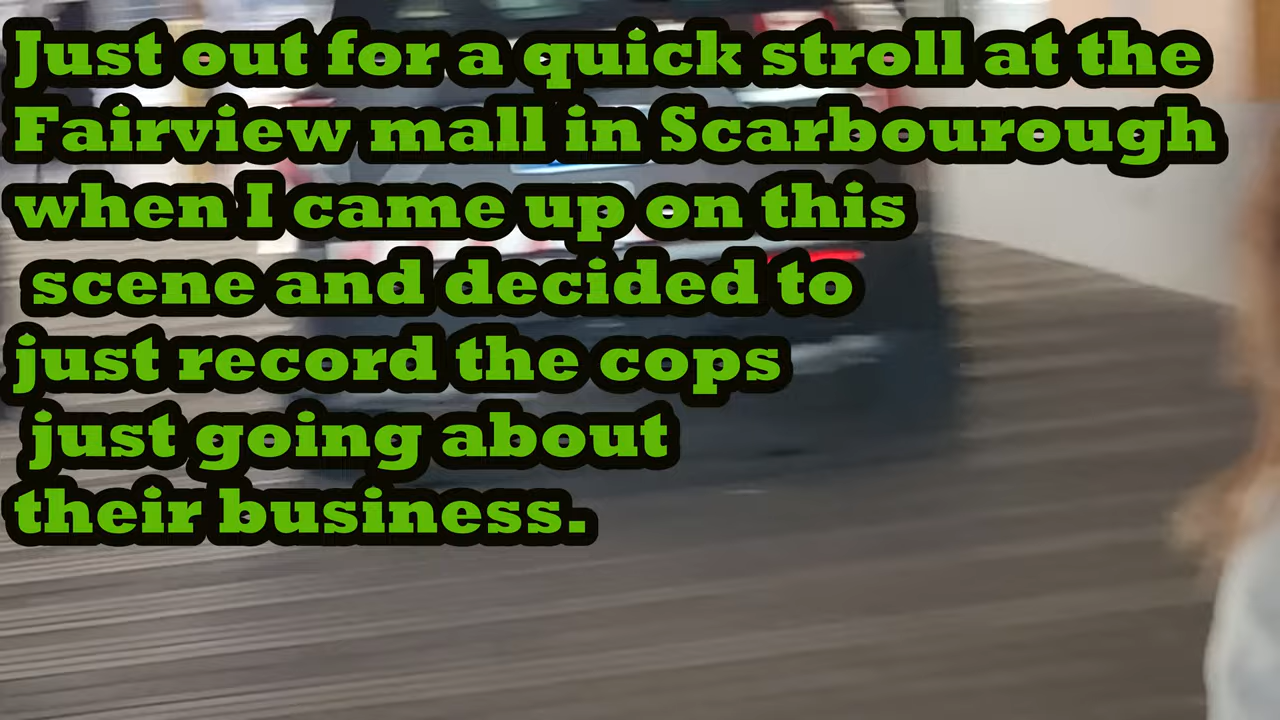 Just out for a quick stroll at the
Fairview mall in Scarbourough
when I came up on this
scene and decided to
just record the cops
just going about
their business.